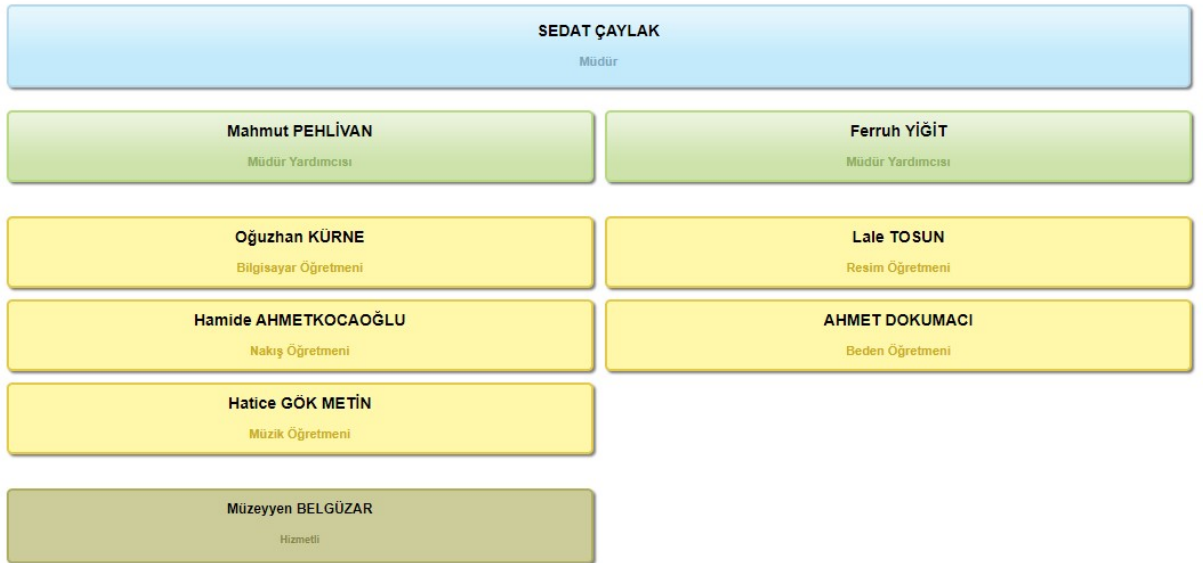 SEDAT ÇAYLAK
Müdür
Mahmut PEHLİVAN
Müdür Yardımcısı
Ferruh YİĞİT
Müdür Yardımcısı
Oğuzhan KÜRNE
Bilgisayar Öğretmeni
Lale TOSUN
Resim Öğretmeni
Hamide AHMETKOCAOĞLU
Nakış Öğretmeni
AHMET DOKUMACI
Beden Öğretmeni
Hatice GÖK METİN
Müzik Öğretmeni
Müzeyyen BELGÜZAR
Hizmetli